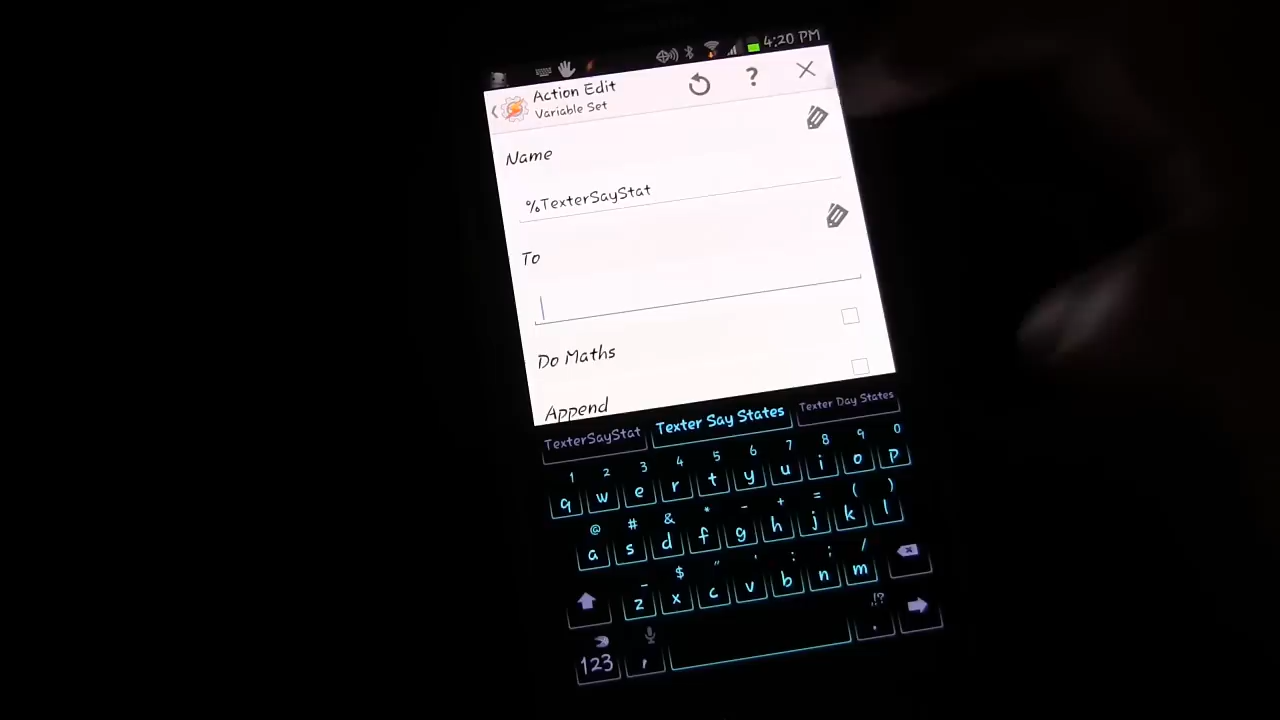 4:20 PM
Action Edit
Variable Set
?
Name
%TexterSayStat
To
Do Maths
Append
TexterSayStat Texter Say States Texter Day States
1 2 3 4 5 6 7 8 9 0
q w e r t y u i o p
@ # & * - + = ( )
a s d f g h j k l
_ $ " ' : ; /
z x c v b n m
,!?
123 , .